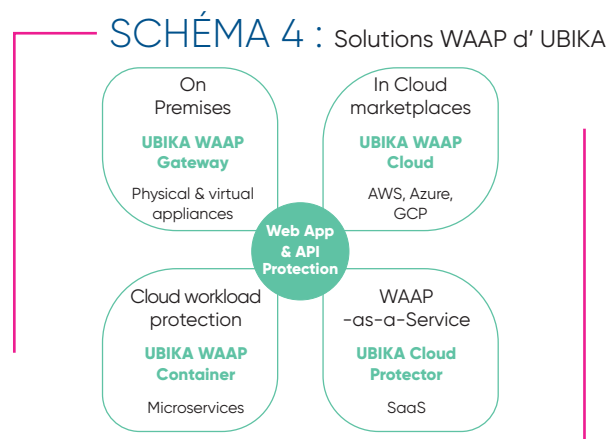 SCHÉMA 4 : Solutions WAAP d’ UBIKA
On
Premises
UBIKA WAAP
Gateway
Physical & virtual
appliances
In Cloud
marketplaces
UBIKA WAAP
Cloud
AWS, Azure,
GCP
Web App
& API
Protection
Cloud workload
protection
UBIKA WAAP
Container
Microservices
WAAP
-as-a-Service
UBIKA Cloud
Protector
SaaS